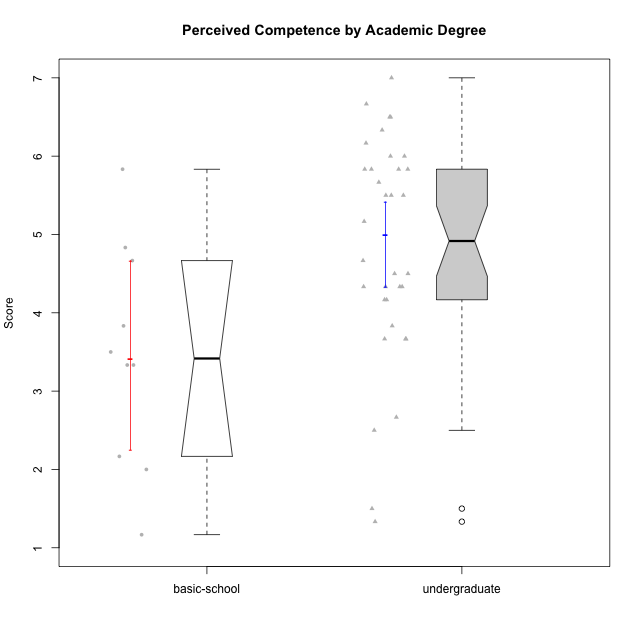 Perceived Competence by Academic Degree
7
6
5
4
3
2
1
Score
basic-school
undergraduate